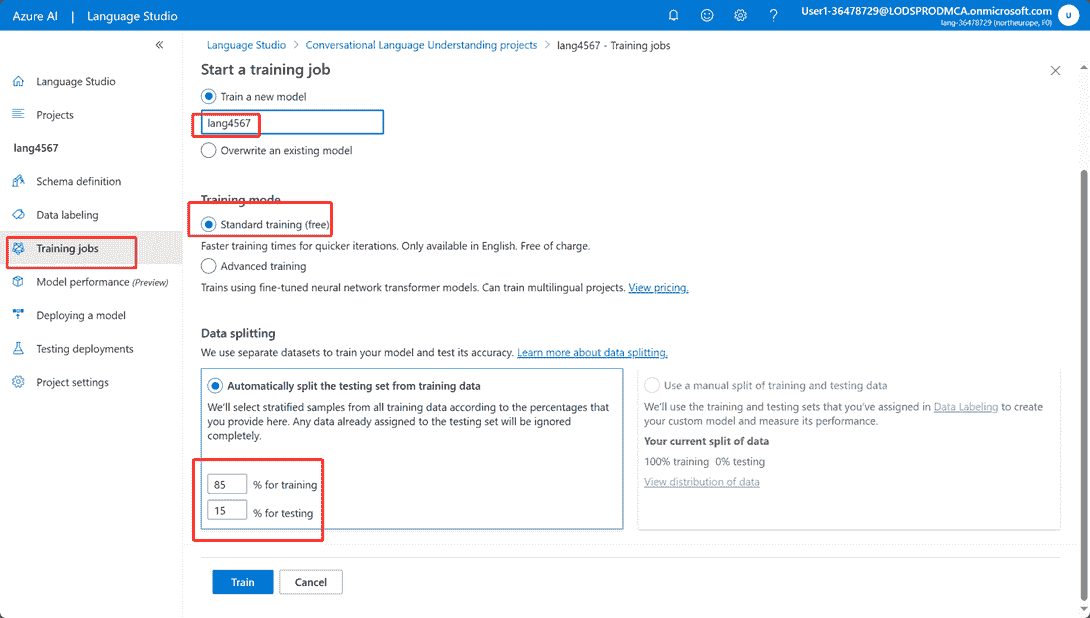 Azure AI | Language Studio
User1-36478729@LODSPRODMCA.onmicrosoft.com
lang-36478729 (northeurope, F0)
U
Language Studio > Conversational Language Understanding projects > lang4567 - Training jobs
Language Studio
Projects
lang4567
Schema definition
Data labeling
Training jobs
Model performance (Preview)
Deploying a model
Testing deployments
Project settings
Start a training job
Train a new model
lang4567
Overwrite an existing model
Training mode
Standard training (free)
Faster training times for quicker iterations. Only available in English. Free of charge.
Advanced training
Trains using fine-tuned neural network transformer models. Can train multilingual projects. View pricing.
Data splitting
We use separate datasets to train your model and test its accuracy. Learn more about data splitting.
Automatically split the testing set from training data
We'll select stratified samples from all training data according to the percentages that
you provide here. Any data already assigned to the testing set will be ignored
completely.
85 % for training
15 % for testing
Use a manual split of training and testing data
We'll use the training and testing sets that you've assigned in Data Labeling to create
your custom model and measure its performance.
Your current split of data
100% training 0% testing
View distribution of data
Train
Cancel